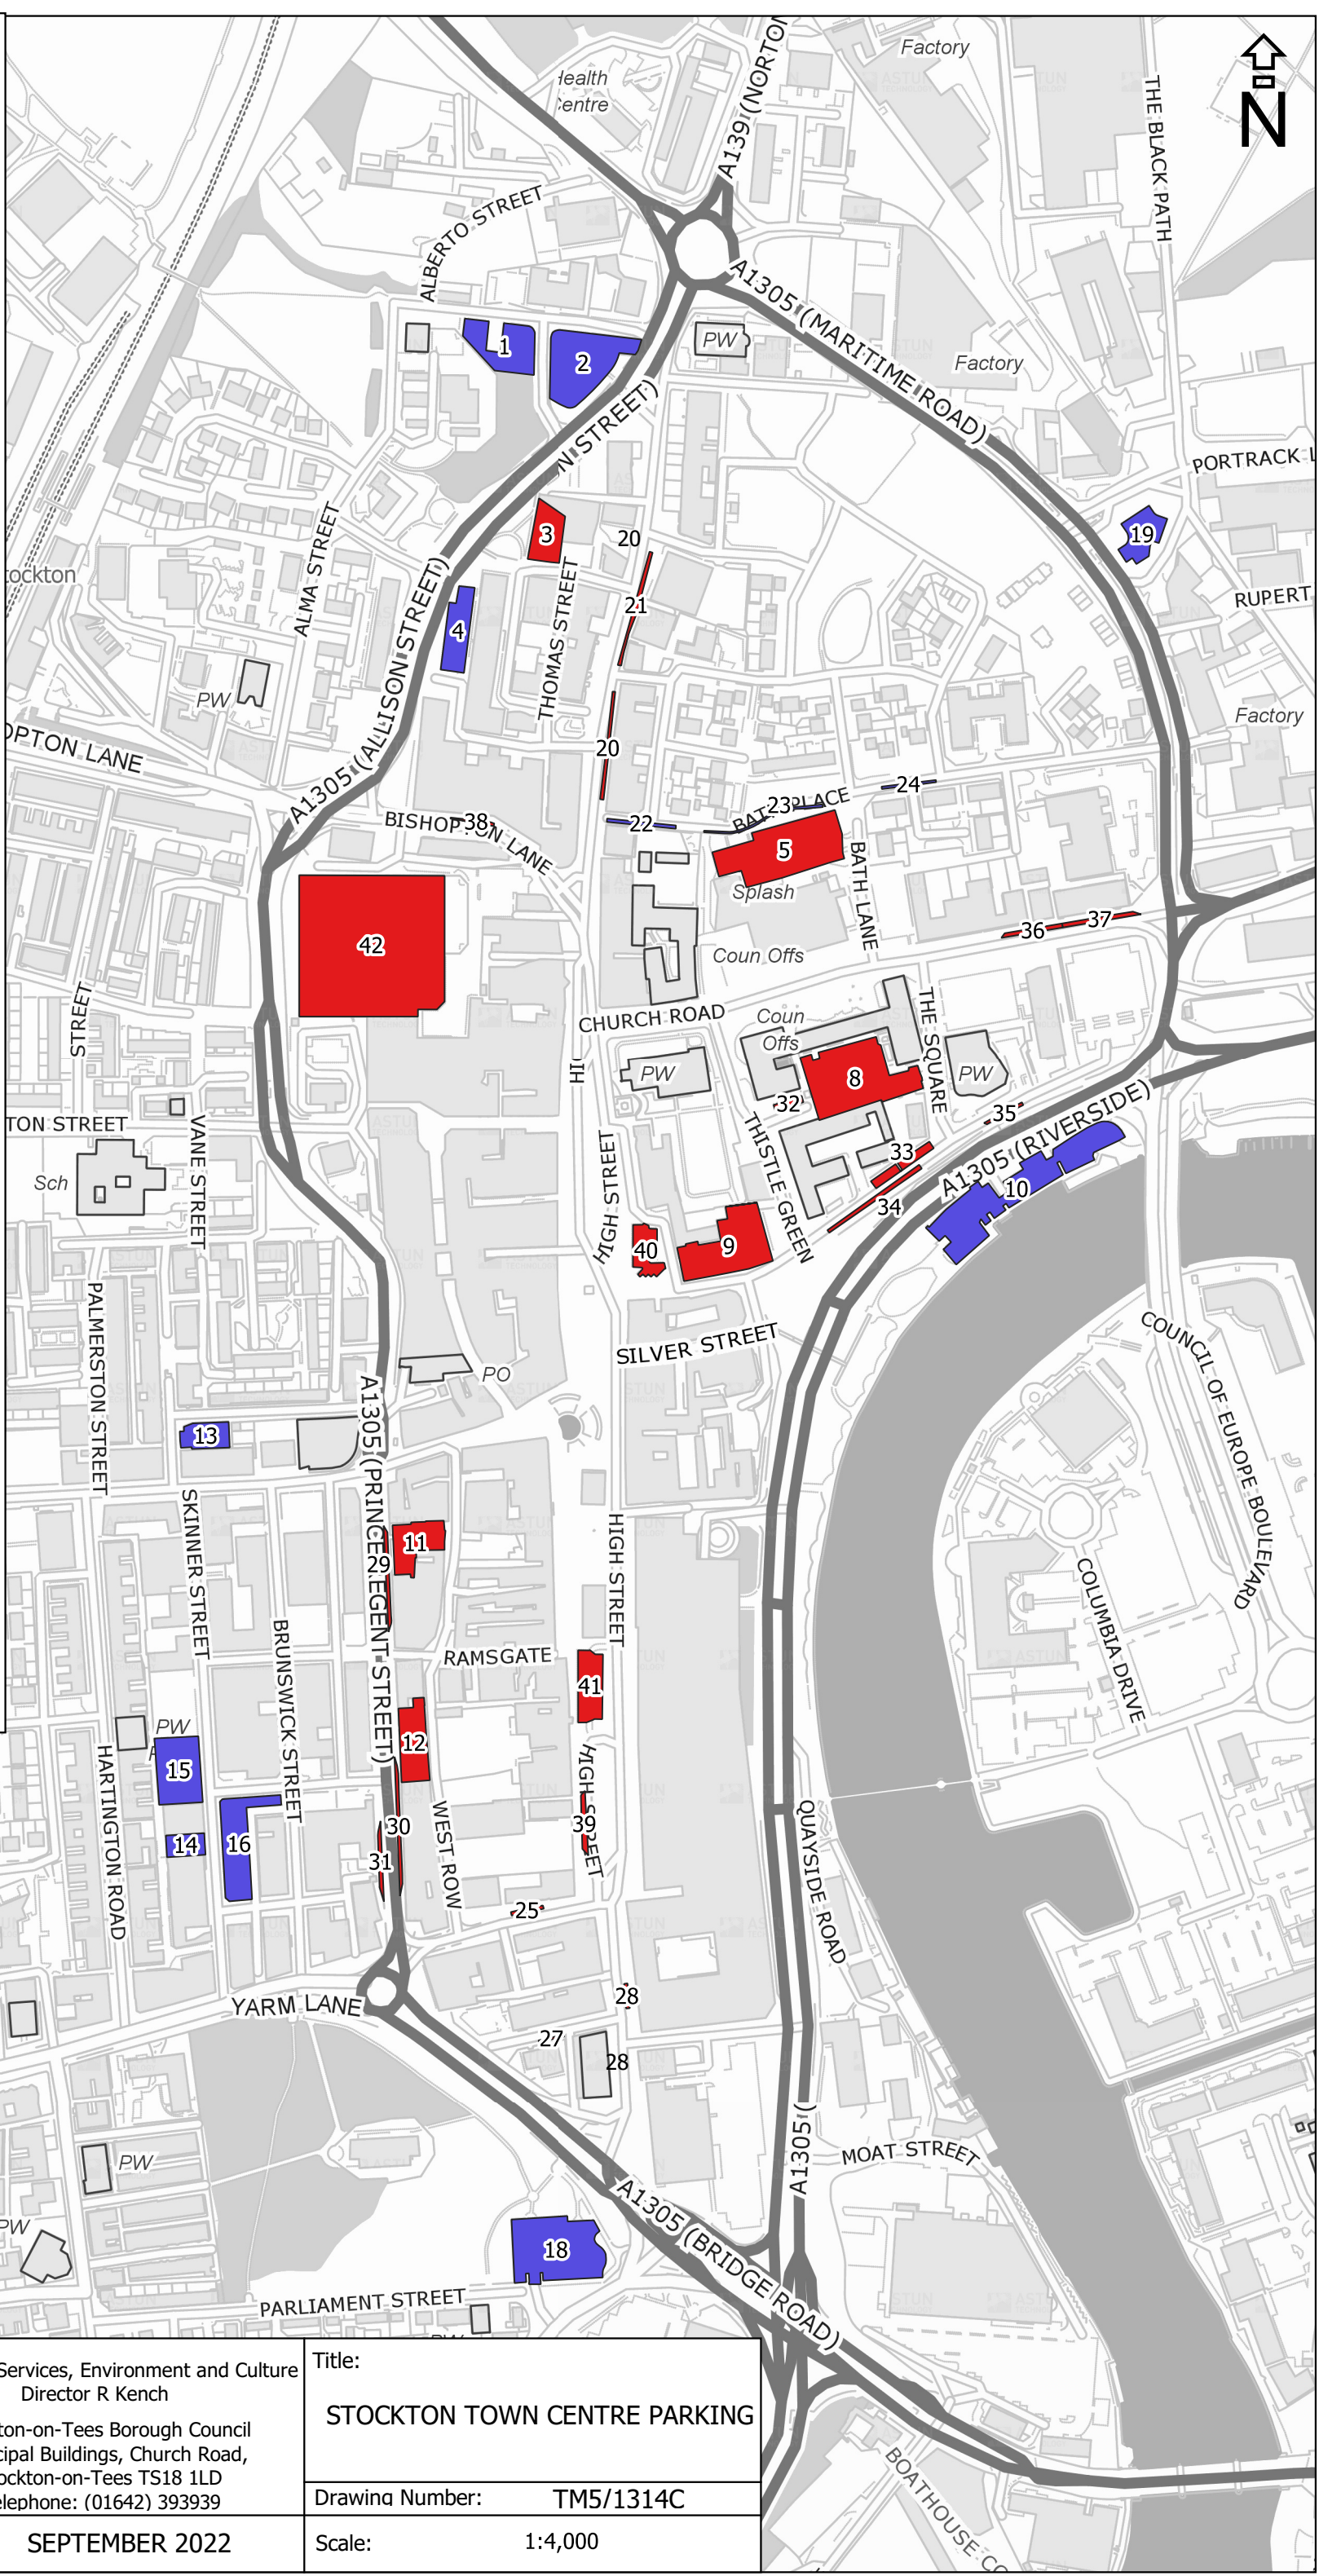 Factory
Health
Centre
N
A139 (NORTON
THE BLACK PATH
ALBERTO STREET
A1305 (MARITIME ROAD)
PW
1
2
Factory
N STREET)
PORTRACK L
3
20
19
ALMA STREET
tockton
THOMAS STREET
21
RUPERT
4
A1305 (ALLISON STREET)
PW
Factory
OPTON LANE
20
24
23
BATH PLACE
22
38
BISHOPTON LANE
5
Splash
BATH LANE
37
36
42
Coun Offs
STREET
CHURCH ROAD
Coun
Offs
THE SQUARE
HI
PW
8
PW
32
35
TON STREET
VANE STREET
THISTLE GREEN
A1305 (RIVERSIDE)
33
Sch
10
34
HIGH STREET
40
9
PALMERSTON STREET
SILVER STREET
COUNCIL OF EUROPE BOULEVARD
PO
13
A1305 (PRINCE REGENT STREET)
SKINNER STREET
11
29
HIGH STREET
COLUMBIA DRIVE
BRUNSWICK STREET
RAMSGATE
41
PW
12
15
HARTINGTON ROAD
HIGH STREET
QUAYSIDE ROAD
WEST ROW
30
39
14
16
31
25
28
YARM LANE
27
28
A1305 (
MOAT STREET
PW
A1305 (BRIDGE ROAD)
PW
18
PARLIAMENT STREET
PW
Services, Environment and Culture
Director R Kench
ton-on-Tees Borough Council
cipal Buildings, Church Road,
ockton-on-Tees TS18 1LD
elephone: (01642) 393939
SEPTEMBER 2022
Title:
STOCKTON TOWN CENTRE PARKING
Drawing Number:
TM5/1314C
Scale:
1:4,000
BOATHOUSE CO